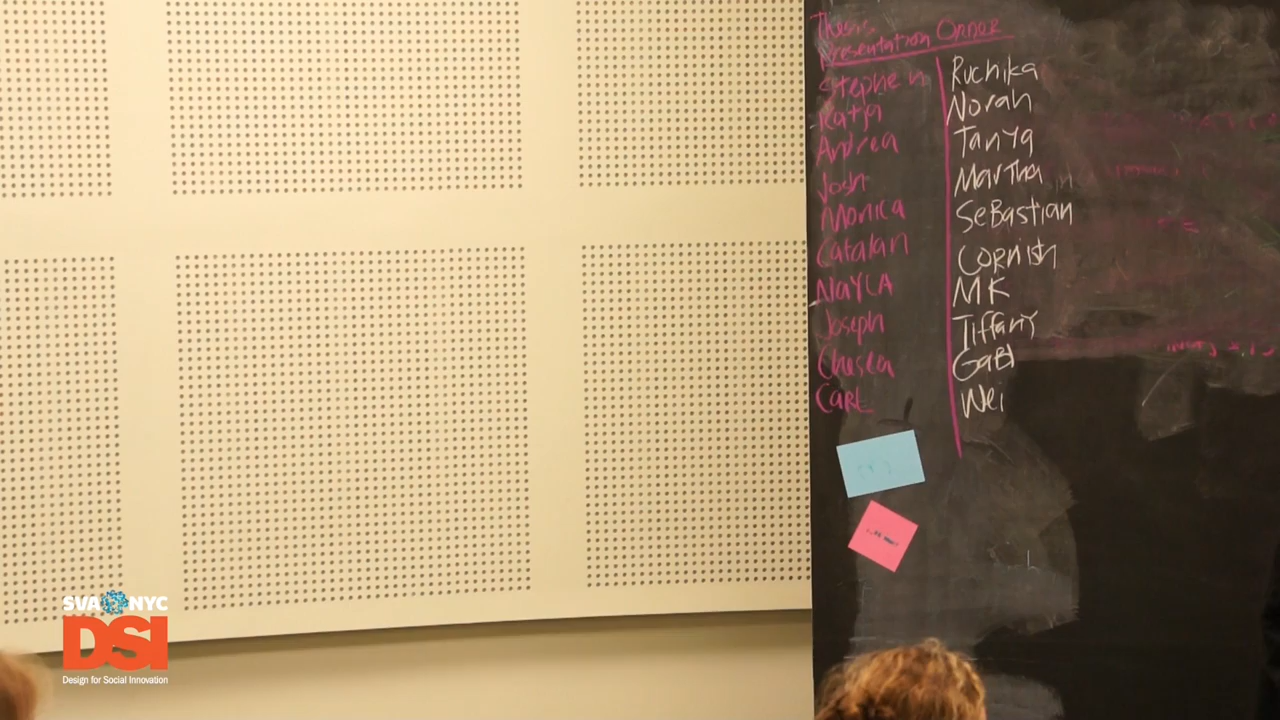 Thesis
Presentation Order
Stephen
Katja
Andrea
Josh
Monica
Catalan
Nayca
Joseph
Chelsea
Carl
Ruchika
Norah
Tanya
Martha
Sebastian
Cornish
MK
Tiffany
Gabi
Wei
SVA NYC
DSI
Design for Social Innovation